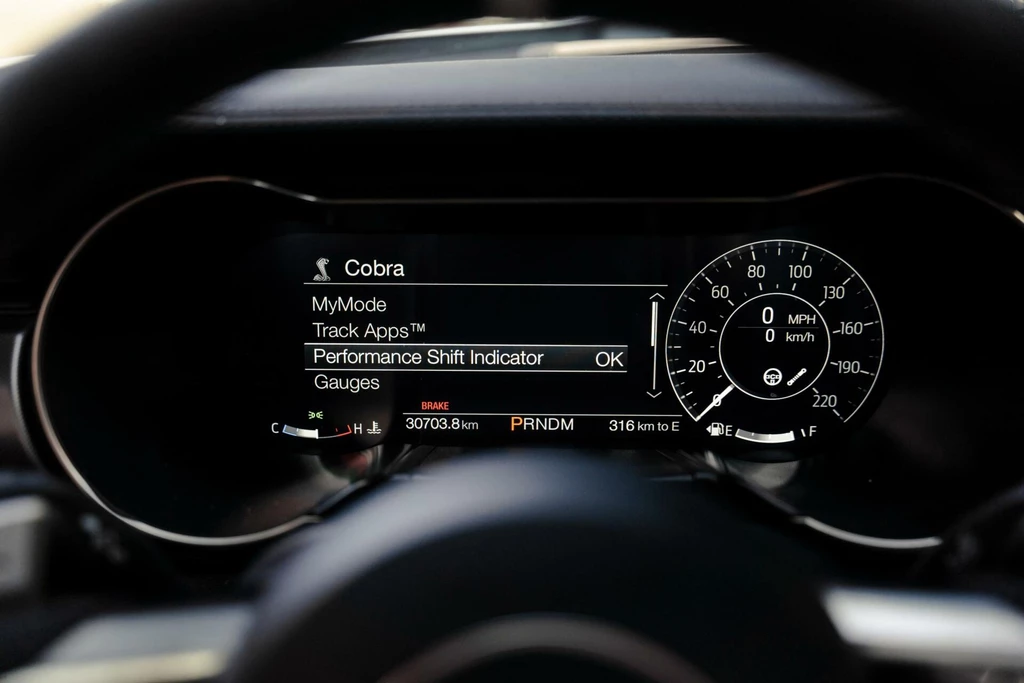 Cobra
MyMode
Track Apps™
Performance Shift Indicator OK
Gauges
BRAKE
C H
30703.8 km PRNDM 316 km to E
0 20 40 60 80 100 130 160 190 220
0 MPH
0 km/h
E F